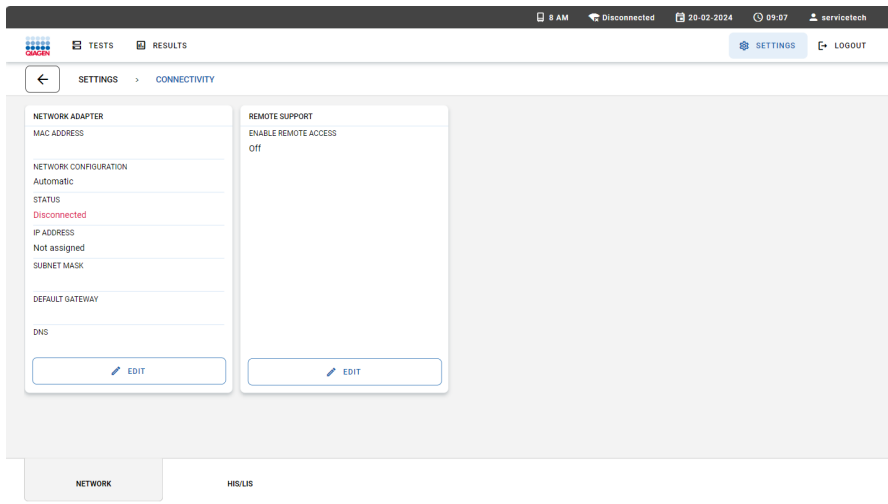 8 AM Disconnected 20-02-2024 09:07 servicetech
QIAGEN TESTS RESULTS SETTINGS LOGOUT
SETTINGS > CONNECTIVITY
NETWORK ADAPTER
MAC ADDRESS
NETWORK CONFIGURATION
Automatic
STATUS
Disconnected
IP ADDRESS
Not assigned
SUBNET MASK
DEFAULT GATEWAY
DNS
EDIT
REMOTE SUPPORT
ENABLE REMOTE ACCESS
Off
EDIT
NETWORK HIS/LIS